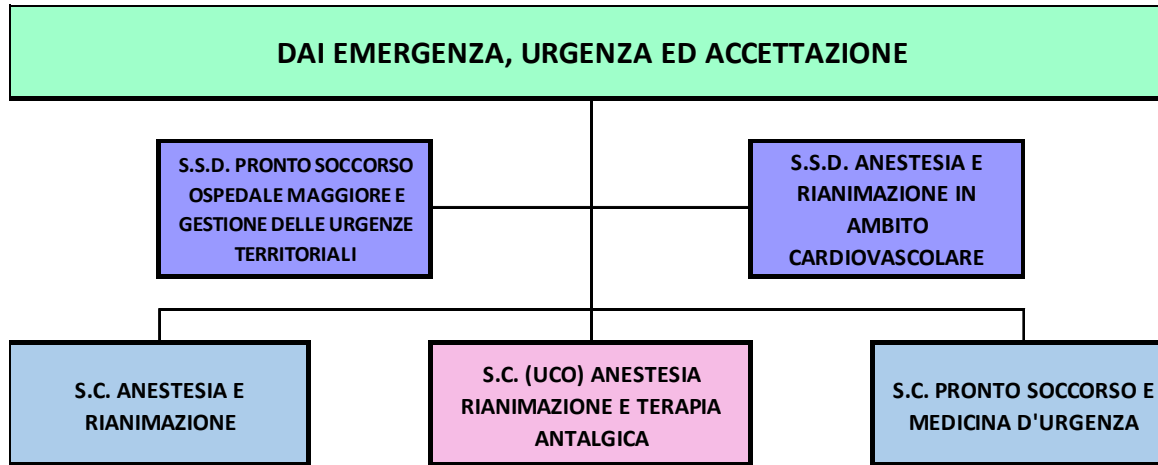 DAI EMERGENZA, URGENZA ED ACCETTAZIONE
S.S.D. PRONTO SOCCORSO
OSPEDALE MAGGIORE E
GESTIONE DELLE URGENZE
TERRITORIALI
S.S.D. ANESTESIA E
RIANIMAZIONE IN
AMBITO
CARDIOVASCOLARE
S.C. ANESTESIA E
RIANIMAZIONE
S.C. (UCO) ANESTESIA
RIANIMAZIONE E TERAPIA
ANTALGICA
S.C. PRONTO SOCCORSO E
MEDICINA D'URGENZA